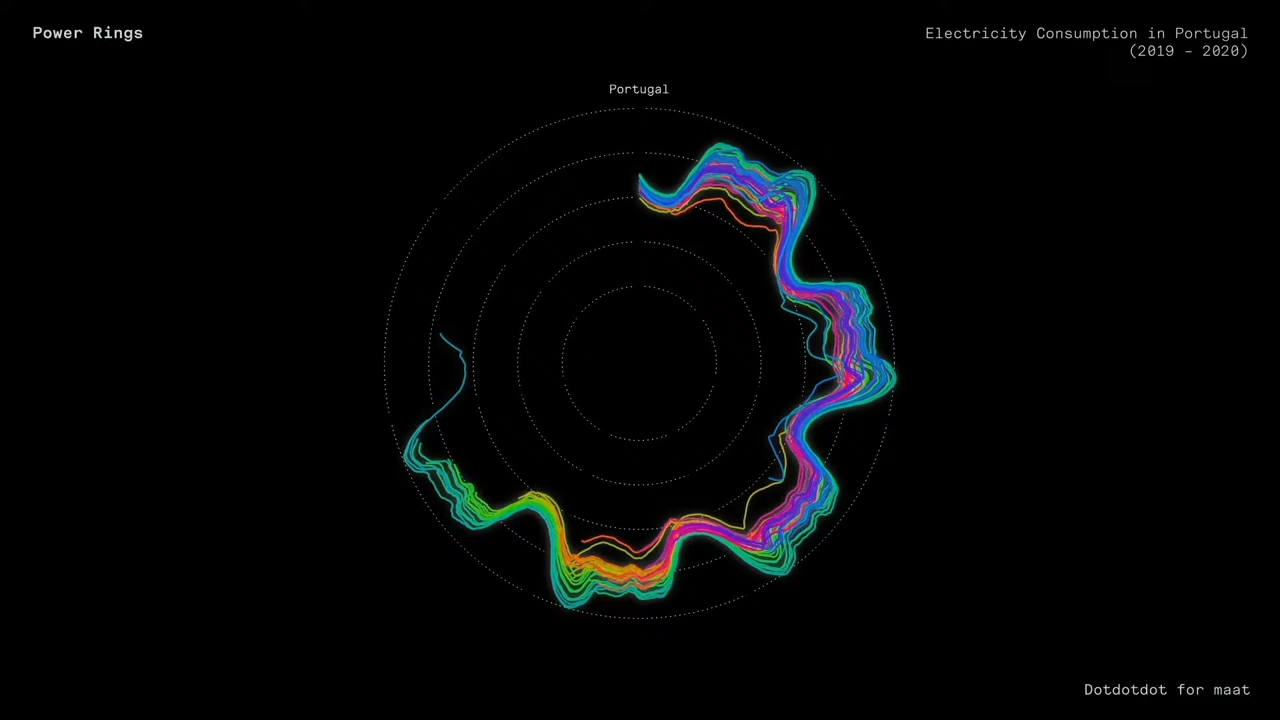 Power Rings
Electricity Consumption in Portugal
(2019 – 2020)
Portugal
Dotdotdot for maat